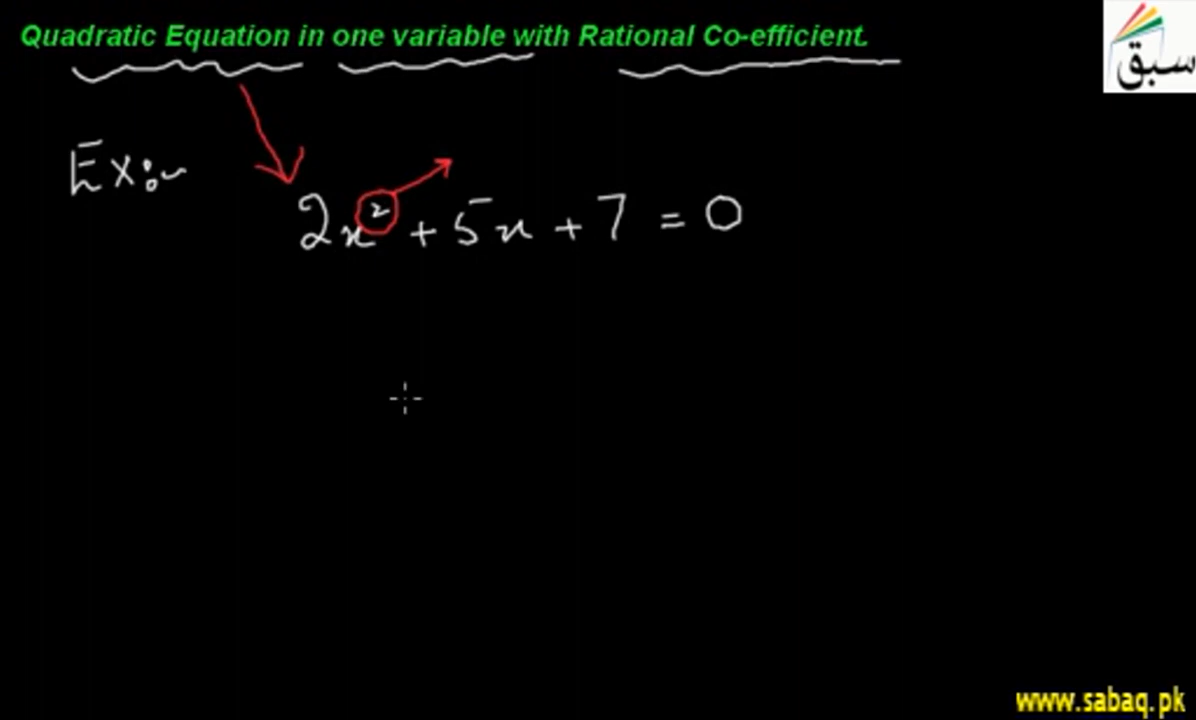 Quadratic Equation in one variable with Rational Co-efficient.
سبق
Ex:-
2x² + 5x + 7 = 0
www.sabaq.pk